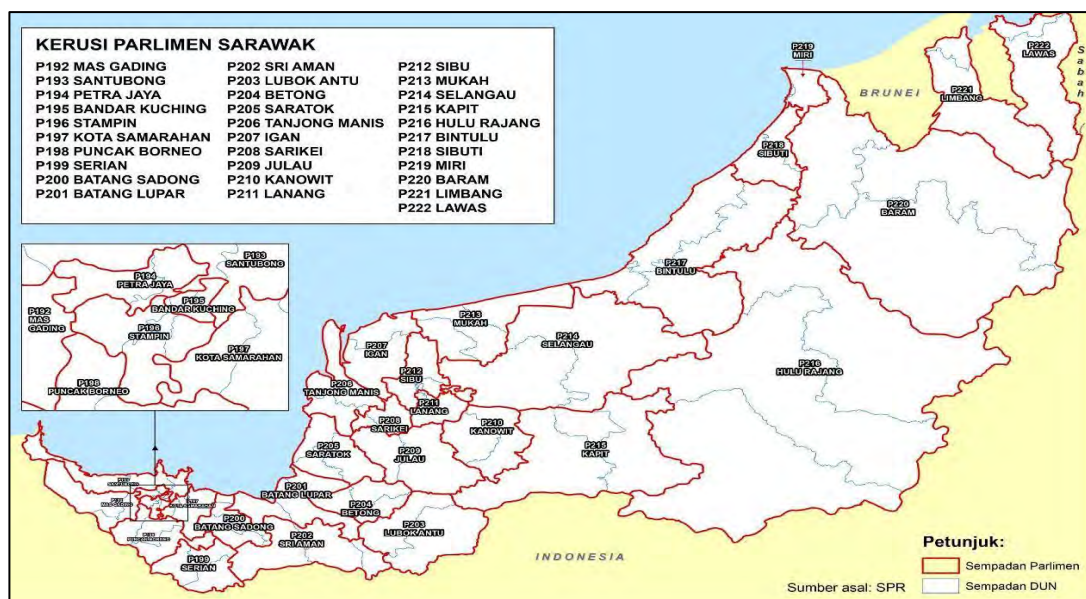 KERUSI PARLIMEN SARAWAK
P192 MAS GADING
P193 SANTUBONG
P194 PETRA JAYA
P195 BANDAR KUCHING
P196 STAMPIN
P197 KOTA SAMARAHAN
P198 PUNCAK BORNEO
P199 SERIAN
P200 BATANG SADONG
P201 BATANG LUPAR
P202 SRI AMAN
P203 LUBOK ANTU
P204 BETONG
P205 SARATOK
P206 TANJONG MANIS
P207 IGAN
P208 SARIKEI
P209 JULAU
P210 KANOWIT
P211 LANANG
P212 SIBU
P213 MUKAH
P214 SELANGAU
P215 KAPIT
P216 HULU RAJANG
P217 BINTULU
P218 SIBUTI
P219 MIRI
P220 BARAM
P221 LIMBANG
P222 LAWAS
P219
MIRI
P222
LAWAS
Sabah
BRUNEI
P221
LIMBANG
P218
SIBUTI
P220
BARAM
P217
BINTULU
P193
SANTUBONG
P194
PETRA JAYA
P195
BANDAR KUCHING
P192
MAS
GADING
P196
STAMPIN
P197
KOTA SAMARAHAN
P198
PUNCAK BORNEO
P213
MUKAH
P207
IGAN
P214
SELANGAU
P216
HULU RAJANG
P212
SIBU
P206
TANJONG MANIS
P211
LANANG
P208
SARIKEI
P210
KANOWIT
P205
SARATOK
P209
JULAU
P215
KAPIT
P201
BATANG LUPAR
P204
BETONG
P200
BATANG SADONG
P203
LUBOK ANTU
P202
SRI AMAN
P199
SERIAN
INDONESIA
Petunjuk:
Sempadan Parlimen
Sempadan DUN
Sumber asal: SPR